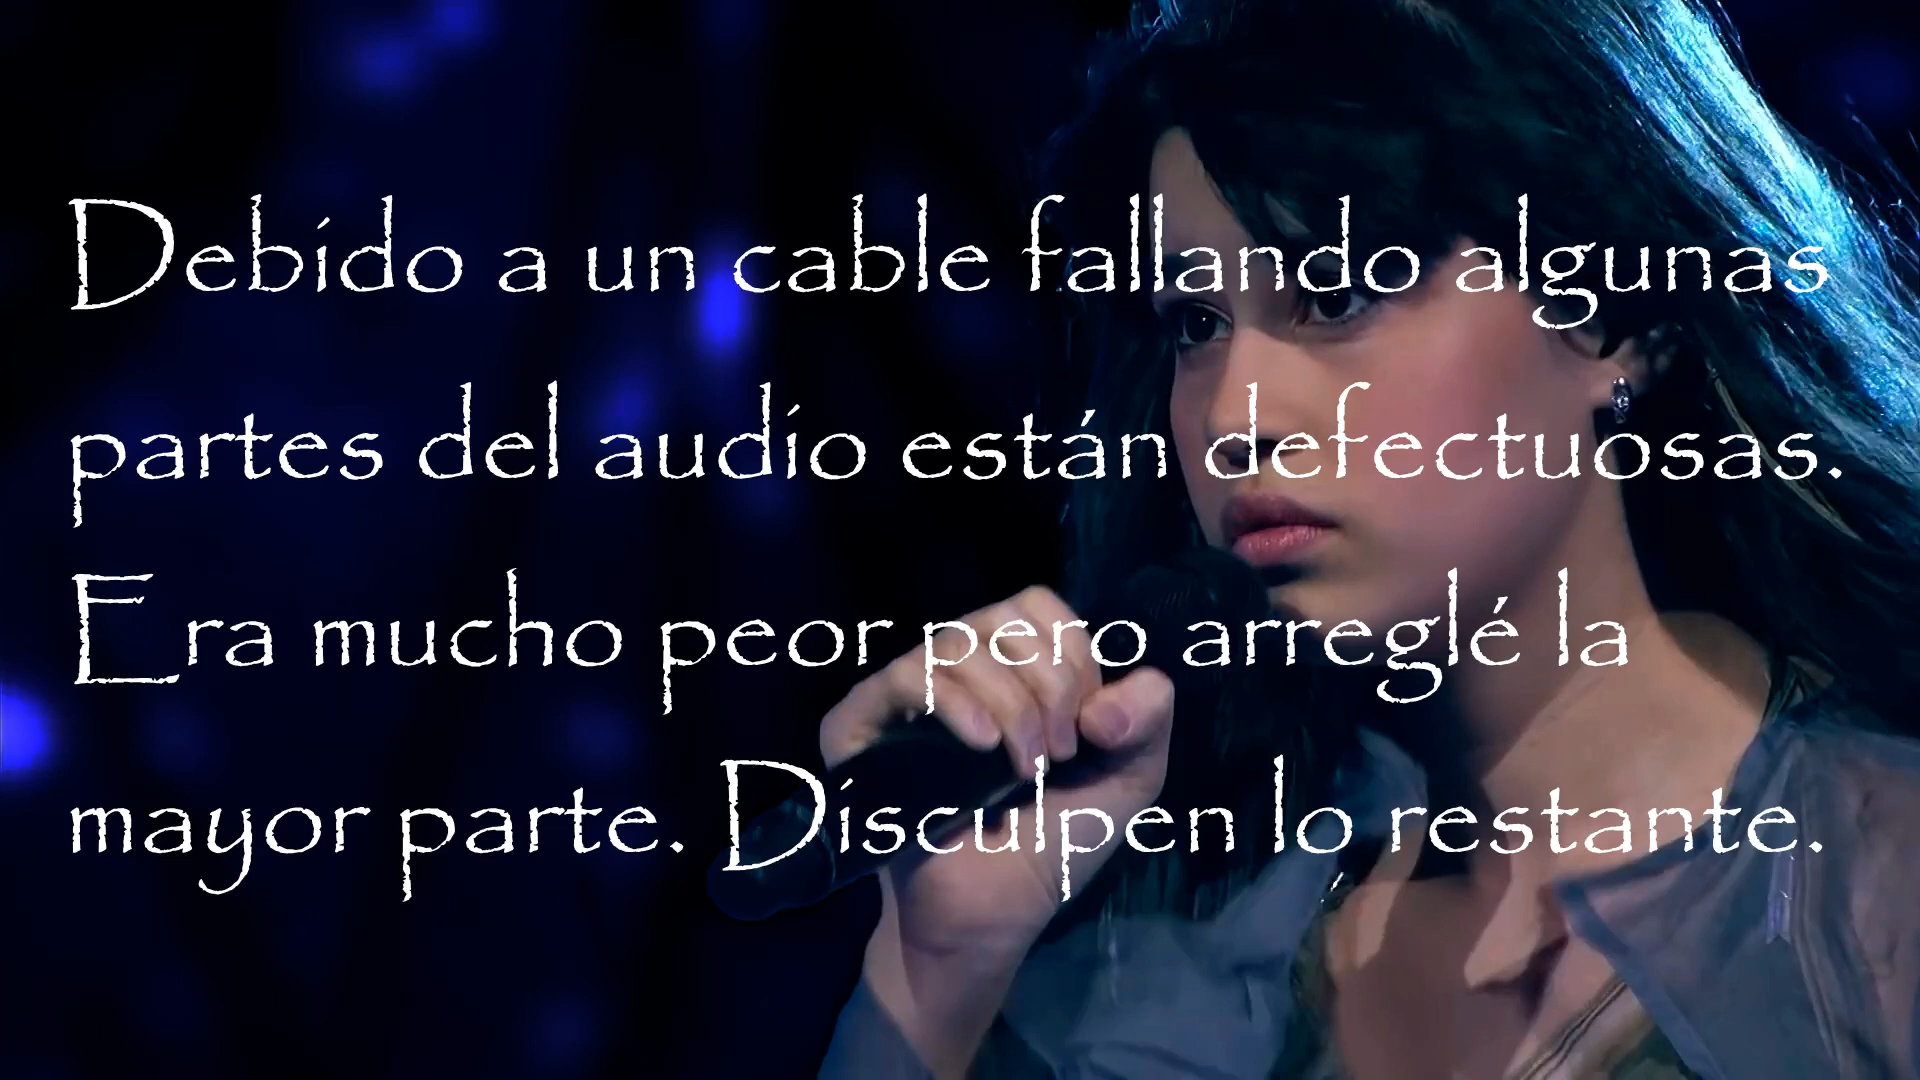 Debido a un cable fallando algunas
partes del audio están defectuosas.
Era mucho peor pero arreglé la
mayor parte. Disculpen lo restante.